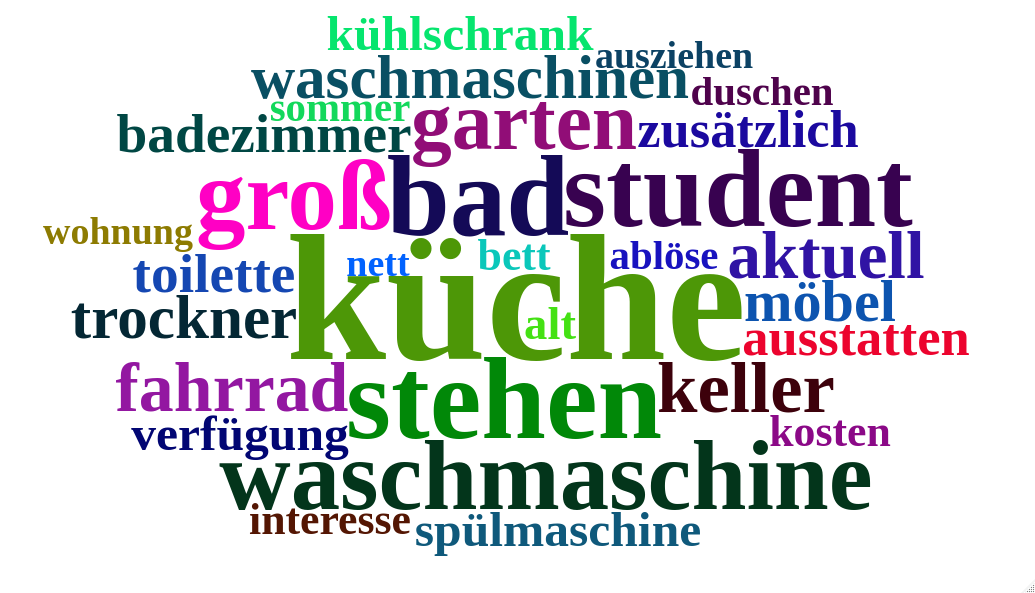 kühlschrank
ausziehen
waschmaschinen
duschen
sommer
garten
zusätzlich
badezimmer
groß
bad
student
wohnung
toilette
nett
bett
ablöse
aktuell
küche
möbel
trockner
alt
ausstatten
fahrrad
stehen
keller
verfügung
kosten
waschmaschine
interesse
spülmaschine